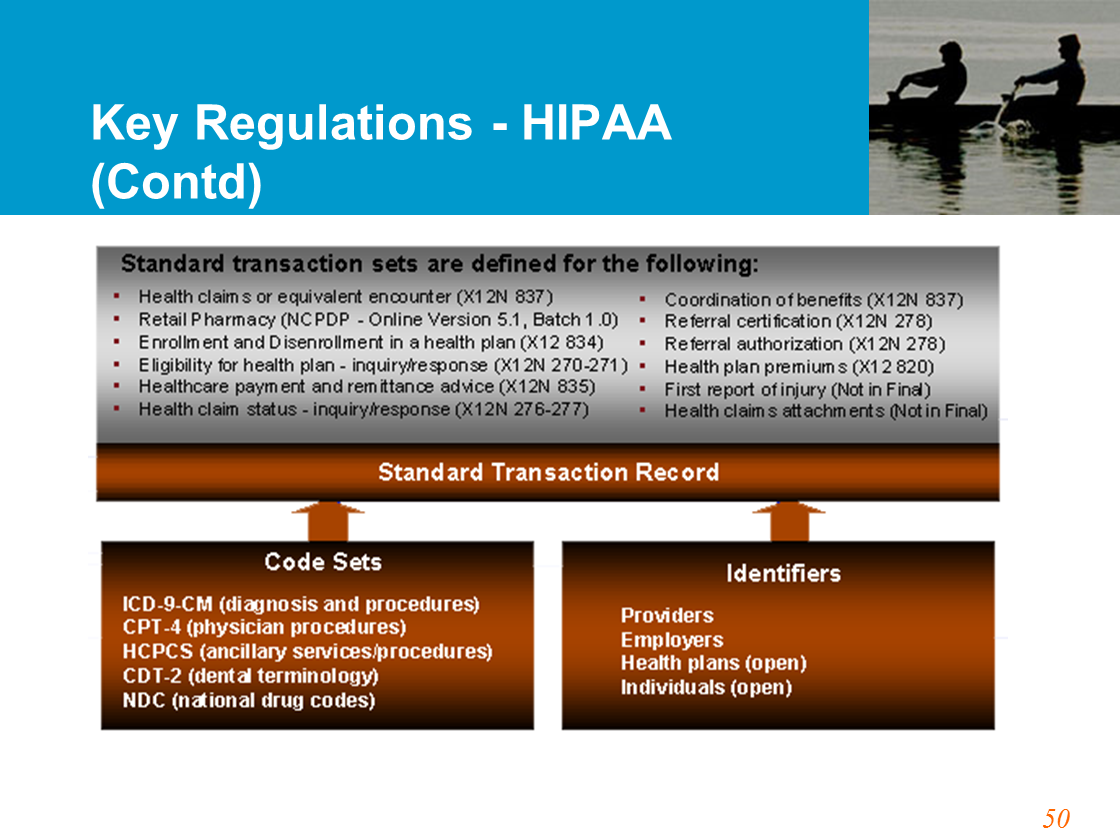 Key Regulations - HIPAA
(Contd)
Standard transaction sets are defined for the following:
▪ Health claims or equivalent encounter (X12N 837)
▪ Retail Pharmacy (NCPDP - Online Version 5.1, Batch 1.0)
▪ Enrollment and Disenrollment in a health plan (X12 834)
▪ Eligibility for health plan - inquiry/response (X12N 270-271)
▪ Healthcare payment and remittance advice (X12N 835)
▪ Health claim status - inquiry/response (X12N 276-277)
▪ Coordination of benefits (X12N 837)
▪ Referral certification (X12N 278)
▪ Referral authorization (X12N 278)
▪ Health plan premiums (X12 820)
▪ First report of injury (Not in Final)
▪ Health claims attachments (Not in Final)
Standard Transaction Record
Code Sets
ICD-9-CM (diagnosis and procedures)
CPT-4 (physician procedures)
HCPCS (ancillary services/procedures)
CDT-2 (dental terminology)
NDC (national drug codes)
Identifiers
Providers
Employers
Health plans (open)
Individuals (open)
50